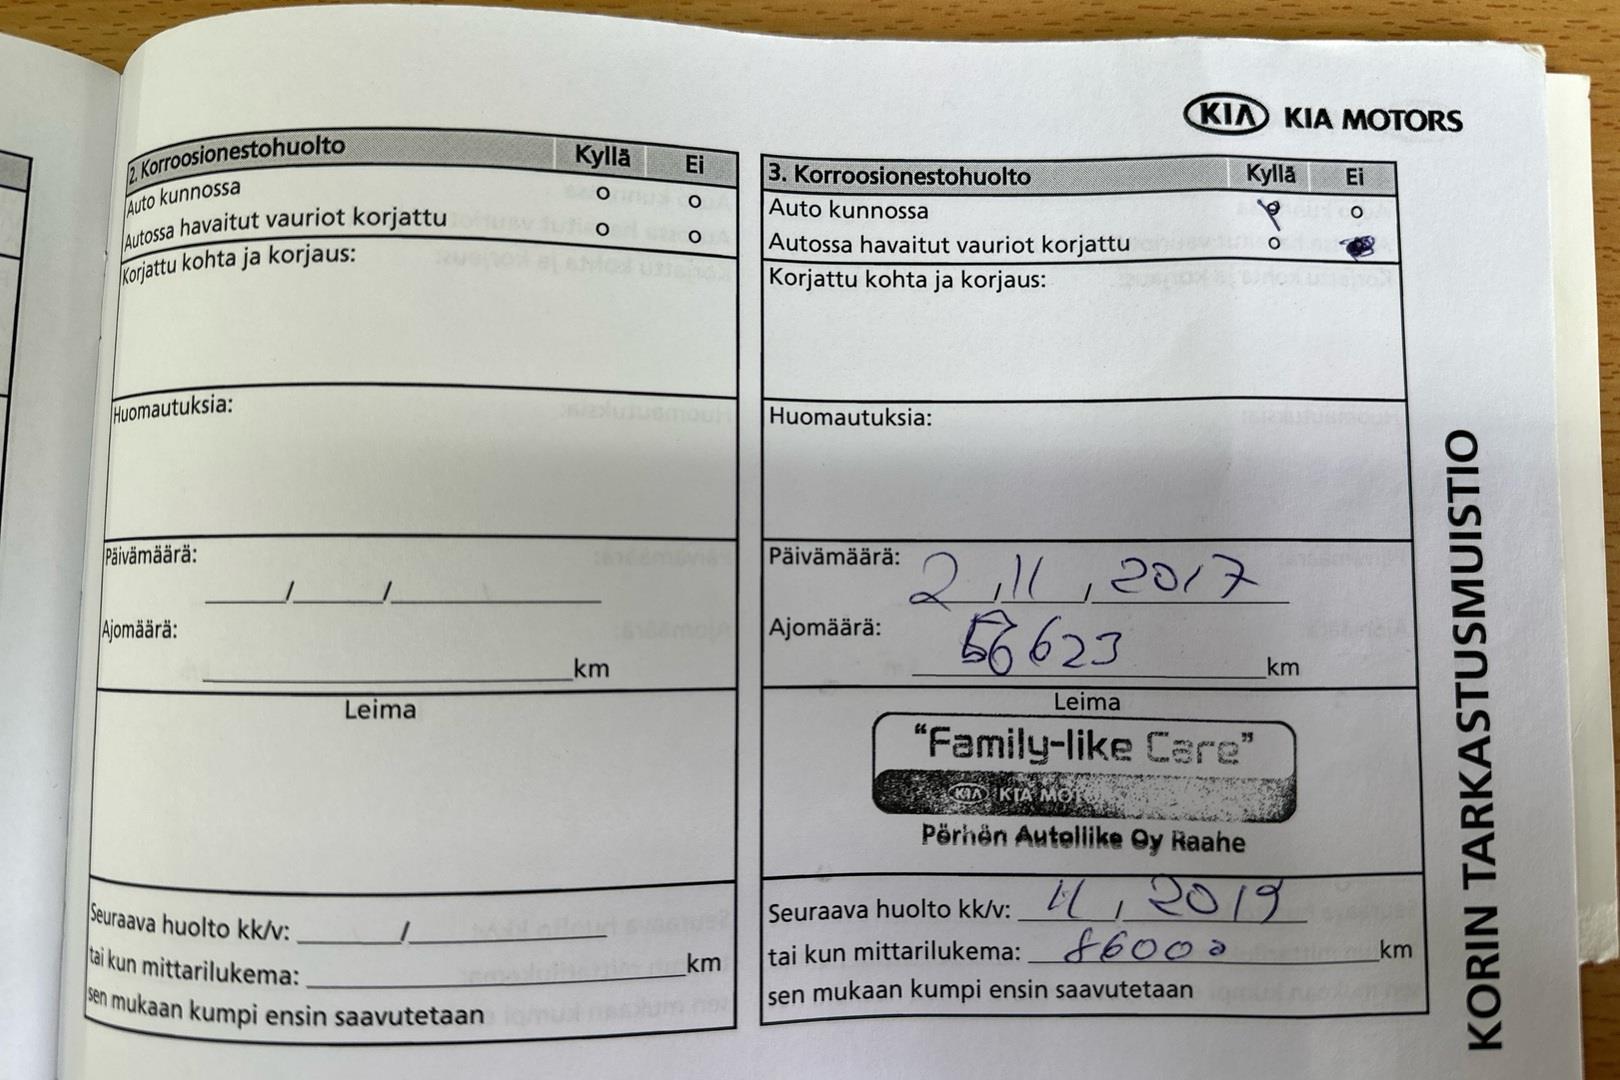 KIA KIA MOTORS
2. Korroosionestohuolto Kyllä Ei
Auto kunnossa
Autossa havaitut vauriot korjattu
Korjattu kohta ja korjaus:
Huomautuksia:
Päivämäärä:
/ /
Ajomäärä:
km
Leima
Seuraava huolto kk/v: /
tai kun mittarilukema: km
sen mukaan kumpi ensin saavutetaan
3. Korroosionestohuolto Kyllä Ei
Auto kunnossa
Autossa havaitut vauriot korjattu
Korjattu kohta ja korjaus:
Huomautuksia:
Päivämäärä: 2 / 11 / 2017
Ajomäärä: 56623 km
Leima
"Family-like Care"
KIA KIA MOTORS
Pörhön Autoliike Oy Raahe
Seuraava huolto kk/v: 11 / 2019
tai kun mittarilukema: 86000 km
sen mukaan kumpi ensin saavutetaan
KORIN TARKASTUSMUISTIO